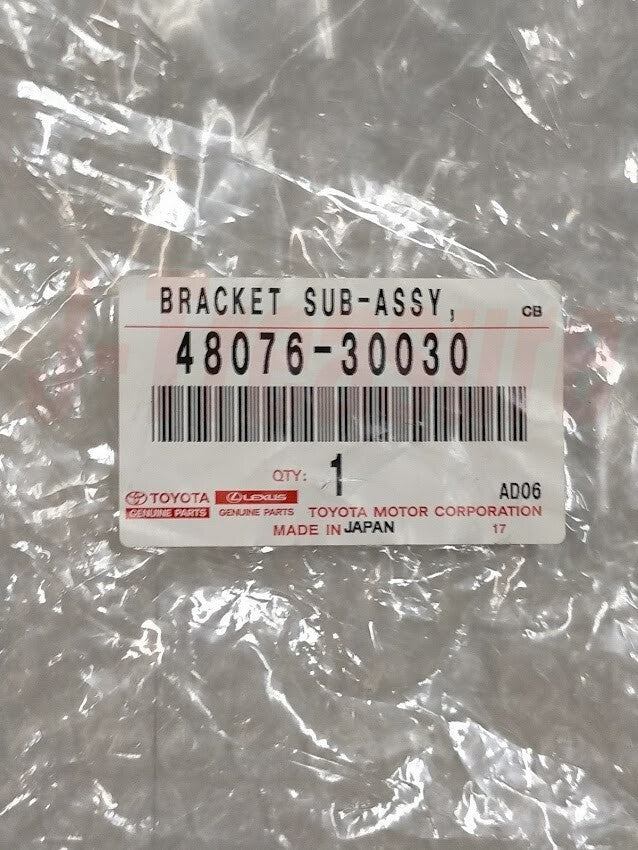 BRACKET SUB-ASSY,
CB
48076-30030
QTY: 1
AD06
TOYOTA
LEXUS
GENUINE PARTS
GENUINE PARTS
TOYOTA MOTOR CORPORATION
MADE IN JAPAN
17